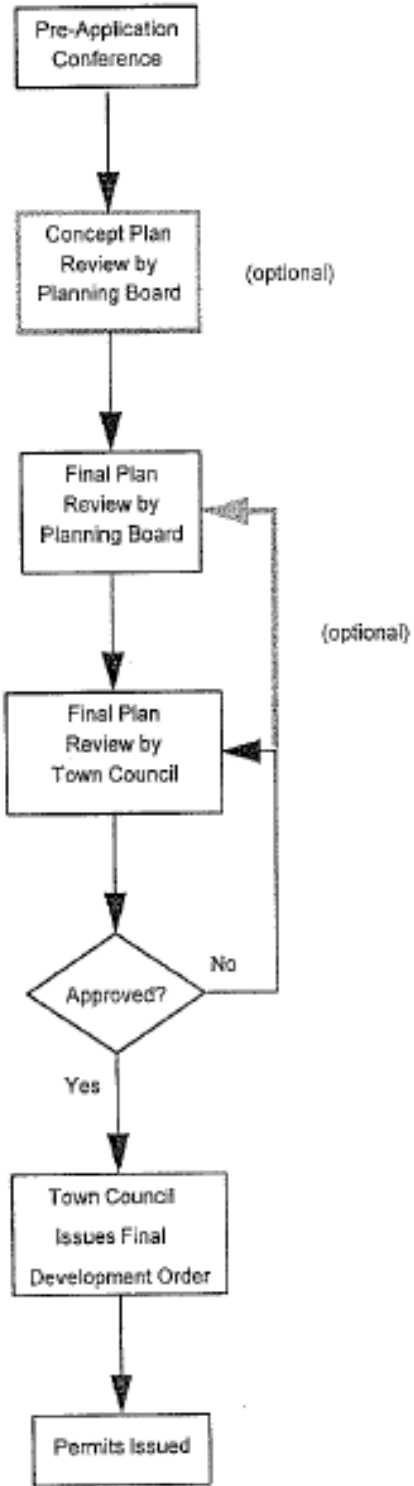 Pre-Application
Conference
Concept Plan
Review by
Planning Board
(optional)
Final Plan
Review by
Planning Board
(optional)
Final Plan
Review by
Town Council
No
Approved?
Yes
Town Council
Issues Final
Development Order
Permits Issued